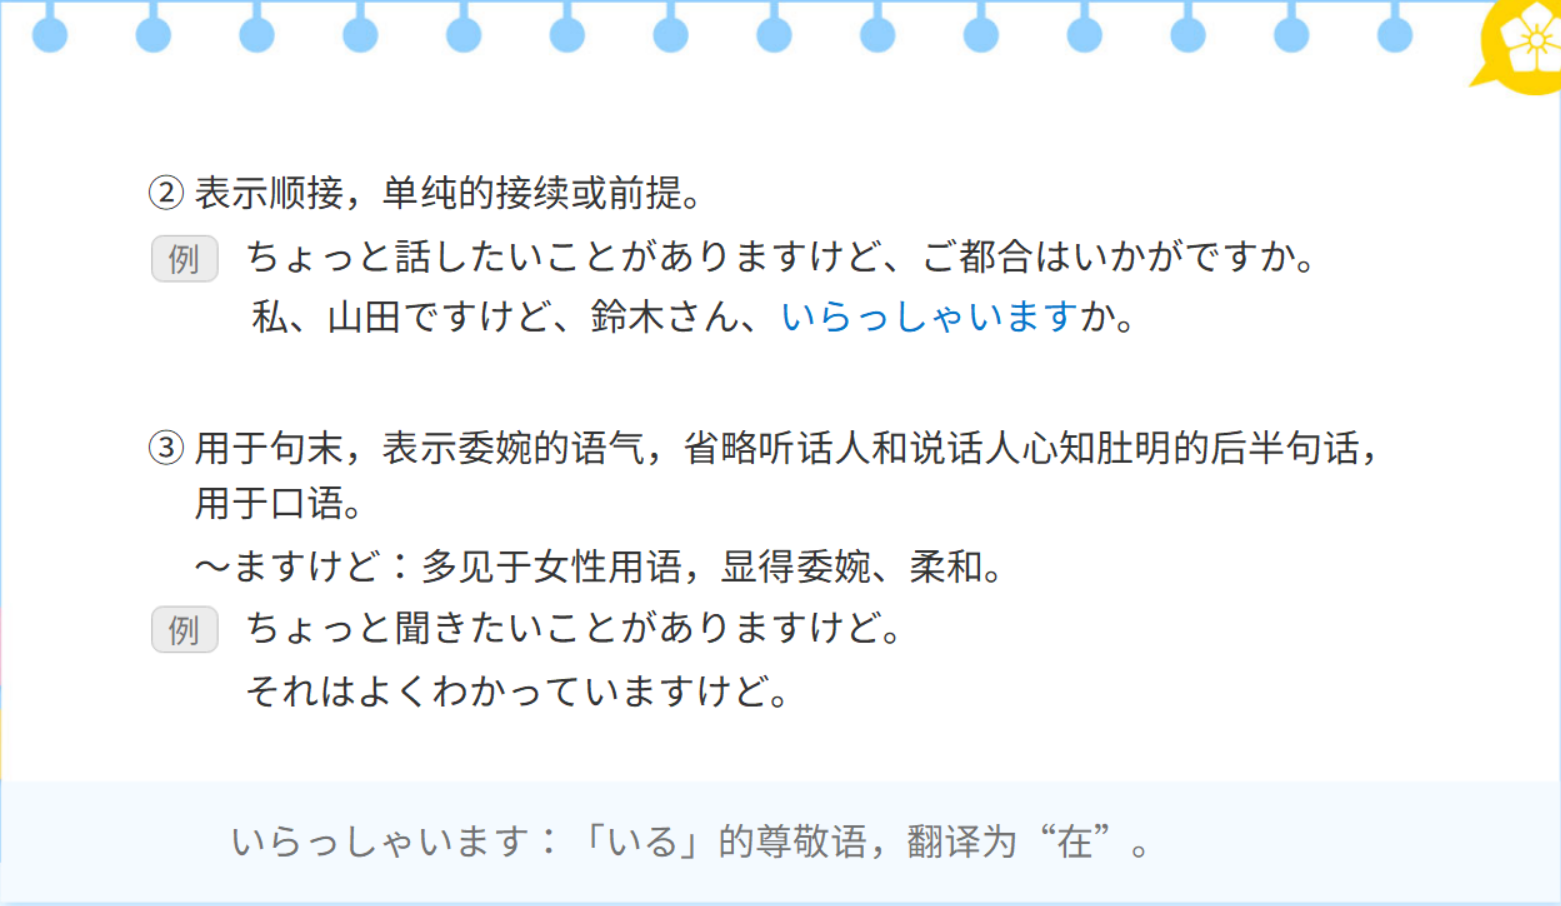 ② 表示顺接，单纯的接续或前提。
例 ちょっと話したいことがありますけど、ご都合はいかがですか。
私、山田ですけど、鈴木さん、いらっしゃいますか。
③ 用于句末，表示委婉的语气，省略听话人和说话人心知肚明的后半句话，
用于口语。
～ますけど：多见于女性用语，显得委婉、柔和。
例 ちょっと聞きたいことがありますけど。
それはよくわかっていますけど。
いらっしゃいます：「いる」的尊敬语，翻译为“在”。